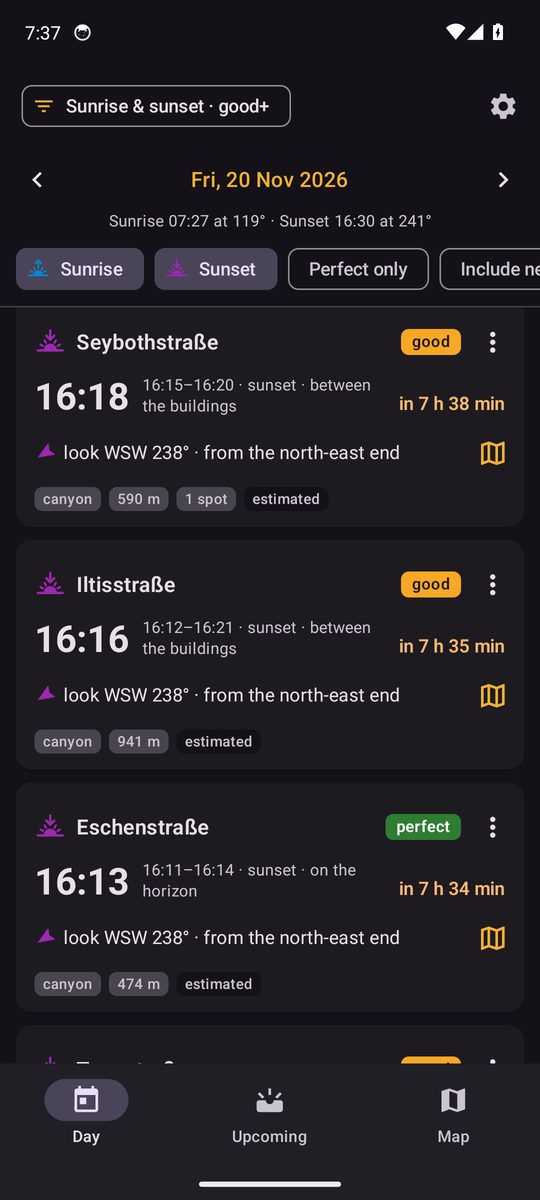 7:37
Sunrise & sunset · good+
Fri, 20 Nov 2026
Sunrise 07:27 at 119° · Sunset 16:30 at 241°
Sunrise
Sunset
Perfect only
Include ne
Seybothstraße
good
16:18
16:15–16:20 · sunset · between
the buildings
in 7 h 38 min
look WSW 238° · from the north-east end
canyon
590 m
1 spot
estimated
Iltisstraße
good
16:16
16:12–16:21 · sunset · between
the buildings
in 7 h 35 min
look WSW 238° · from the north-east end
canyon
941 m
estimated
Eschenstraße
perfect
16:13
16:11–16:14 · sunset · on the
horizon
in 7 h 34 min
look WSW 238° · from the north-east end
canyon
474 m
estimated
Day
Upcoming
Map